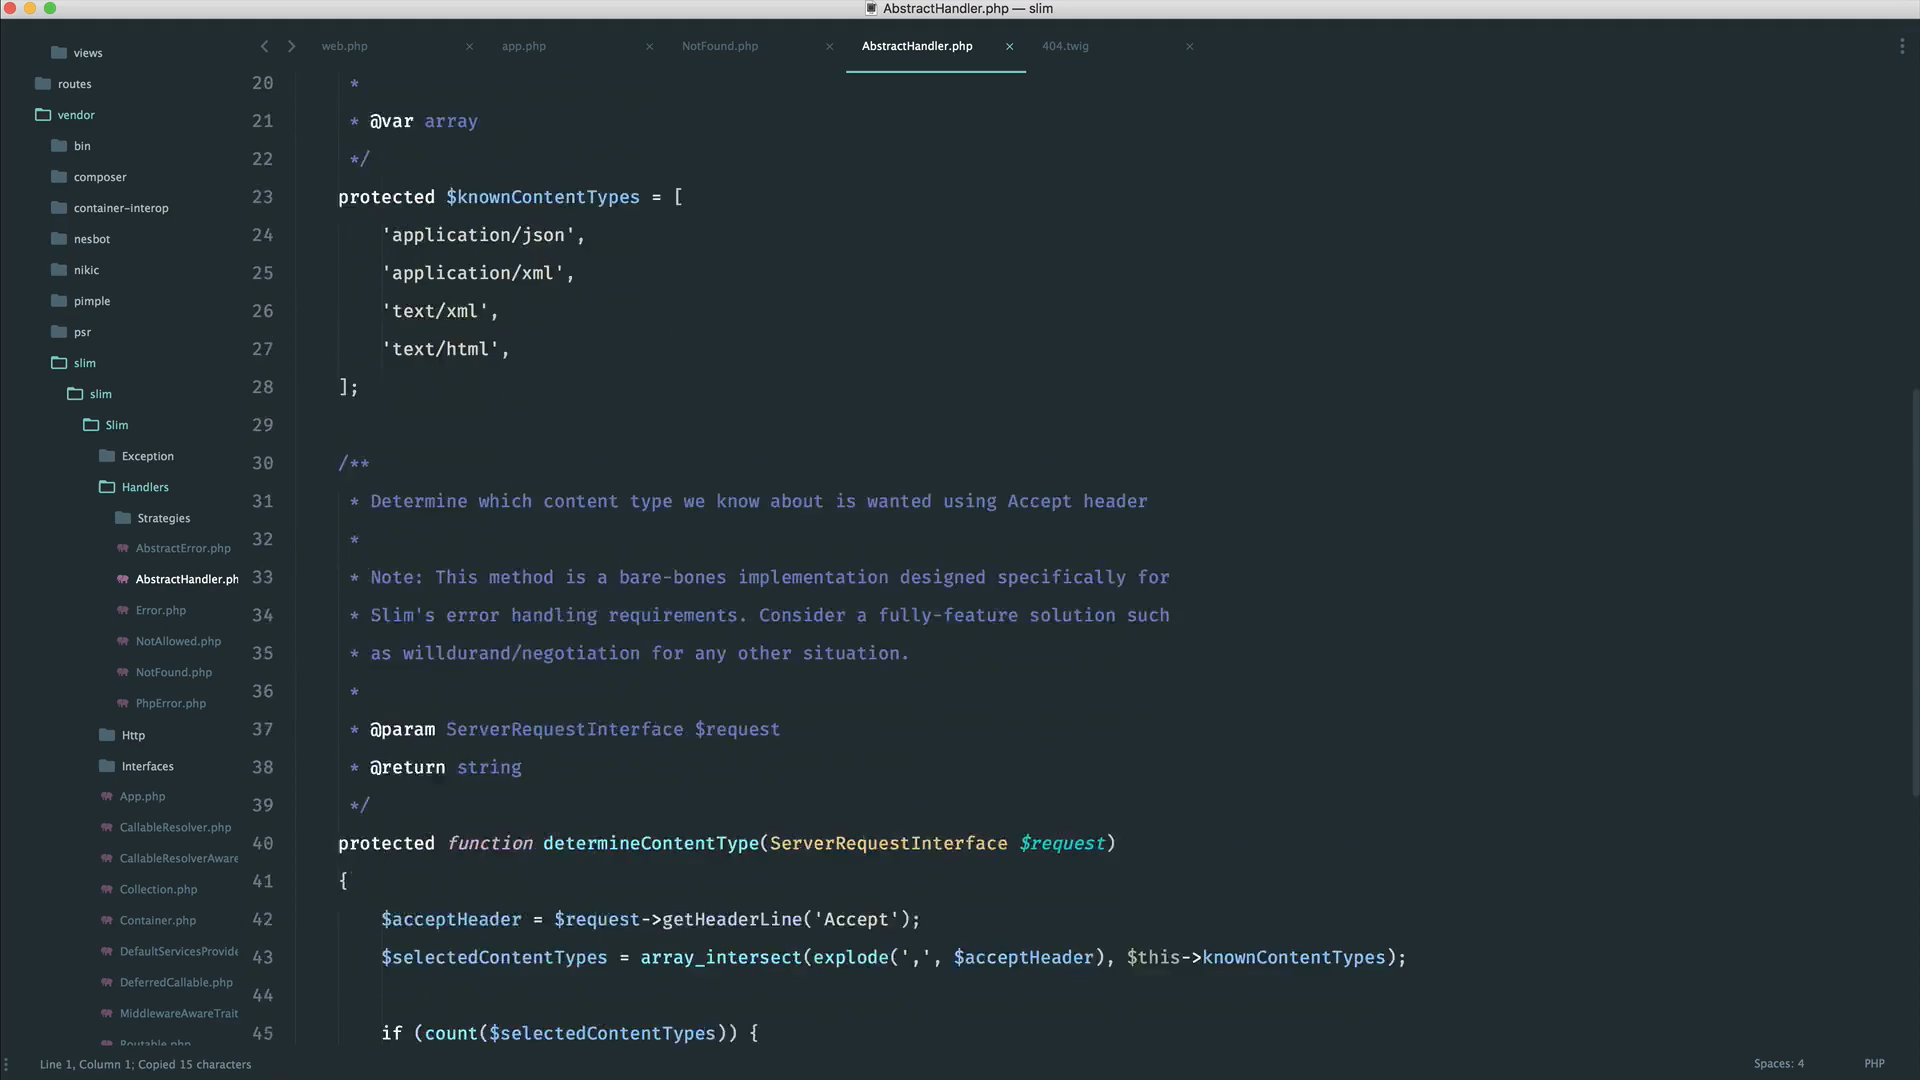 AbstractHandler.php — slim
web.php × app.php × NotFound.php × AbstractHandler.php × 404.twig ×
views
routes
vendor
bin
composer
container-interop
nesbot
nikic
pimple
psr
slim
slim
Slim
Exception
Handlers
Strategies
AbstractError.php
AbstractHandler.ph
Error.php
NotAllowed.php
NotFound.php
PhpError.php
Http
Interfaces
App.php
CallableResolver.php
CallableResolverAware
Collection.php
Container.php
DefaultServicesProvide
DeferredCallable.php
MiddlewareAwareTrait
Routable.php
20 *
21 * @var array
22 */
23 protected $knownContentTypes = [
24 'application/json',
25 'application/xml',
26 'text/xml',
27 'text/html',
28 ];
29
30 /**
31 * Determine which content type we know about is wanted using Accept header
32 *
33 * Note: This method is a bare-bones implementation designed specifically for
34 * Slim's error handling requirements. Consider a fully-feature solution such
35 * as willdurand/negotiation for any other situation.
36 *
37 * @param ServerRequestInterface $request
38 * @return string
39 */
40 protected function determineContentType(ServerRequestInterface $request)
41 {
42 $acceptHeader = $request->getHeaderLine('Accept');
43 $selectedContentTypes = array_intersect(explode(',', $acceptHeader), $this->knownContentTypes);
44
45 if (count($selectedContentTypes)) {
Line 1, Column 1; Copied 15 characters
Spaces: 4 PHP